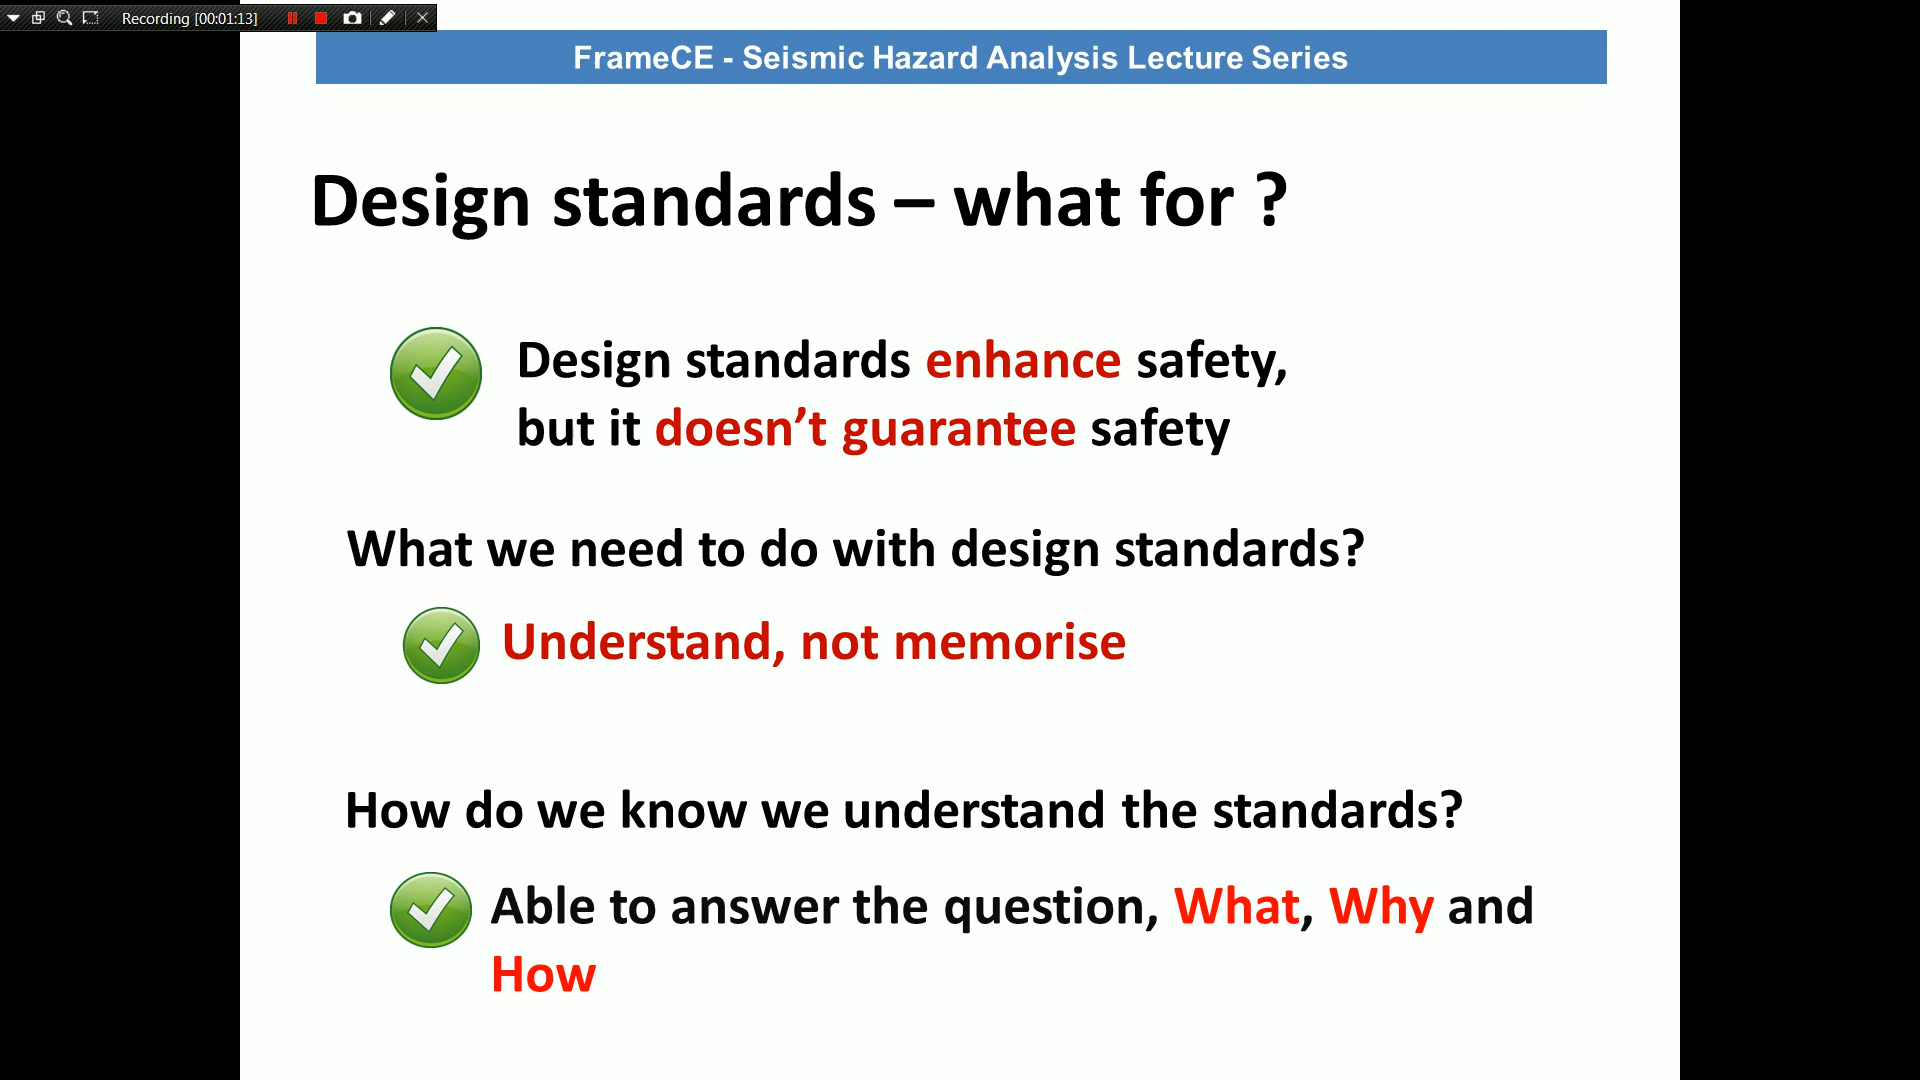 Recording [00:01:13]
FrameCE - Seismic Hazard Analysis Lecture Series
Design standards – what for ?
Design standards enhance safety,
but it doesn’t guarantee safety
What we need to do with design standards?
Understand, not memorise
How do we know we understand the standards?
Able to answer the question, What, Why and
How